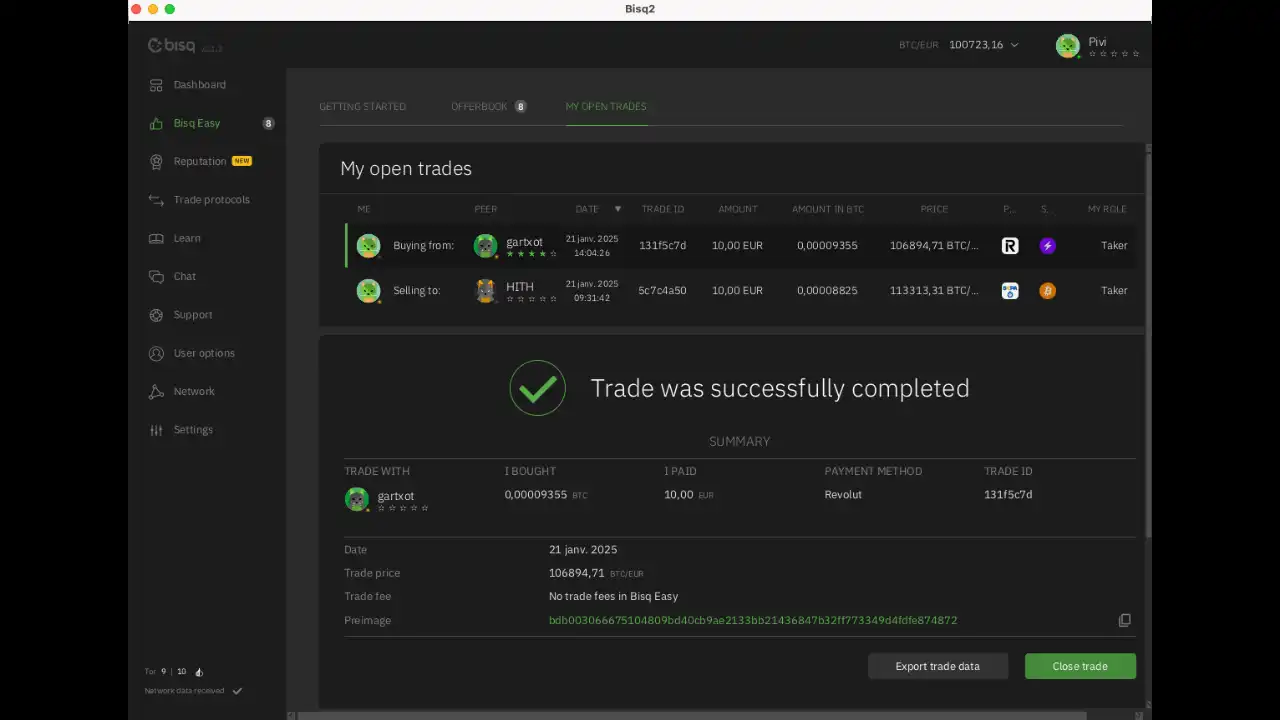 Bisq2
bisq
BTC/EUR 100723,16
Pivi
Dashboard
Bisq Easy 8
Reputation NEW
Trade protocols
Learn
Chat
Support
User options
Network
Settings
Tor 9 | 10
Network data received
GETTING STARTED OFFERBOOK 8 MY OPEN TRADES
My open trades
ME PEER DATE TRADE ID AMOUNT AMOUNT IN BTC PRICE P... S... MY ROLE
Buying from: gartxot 21 janv. 2025 14:04:26 131f5c7d 10,00 EUR 0,00009355 106894,71 BTC/... Taker
Selling to: HITH 21 janv. 2025 09:31:42 5c7c4a50 10,00 EUR 0,00008825 113313,31 BTC/... Taker
Trade was successfully completed
SUMMARY
TRADE WITH I BOUGHT I PAID PAYMENT METHOD TRADE ID
gartxot 0,00009355 BTC 10,00 EUR Revolut 131f5c7d
Date 21 janv. 2025
Trade price 106894,71 BTC/EUR
Trade fee No trade fees in Bisq Easy
Preimage bdb003066675104809bd40cb9ae2133bb21436847b32ff773349d4fdfe874872
Export trade data Close trade